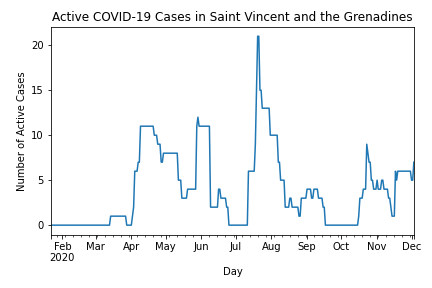 Active COVID-19 Cases in Saint Vincent and the Grenadines
Number of Active Cases
20
15
10
5
0
Feb Mar Apr May Jun Jul Aug Sep Oct Nov Dec
2020
Day